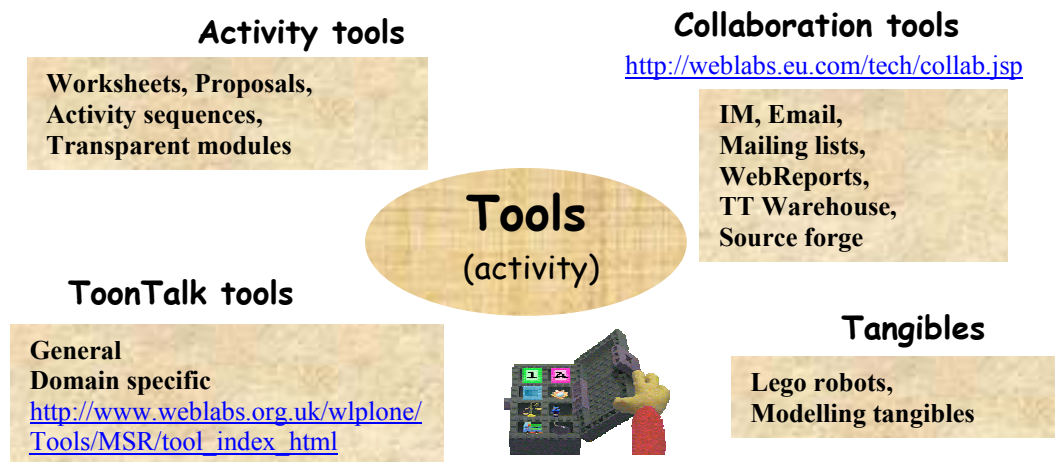 Activity tools
Worksheets, Proposals,
Activity sequences,
Transparent modules
Collaboration tools
http://weblabs.eu.com/tech/collab.jsp
IM, Email,
Mailing lists,
WebReports,
TT Warehouse,
Source forge
Tools
(activity)
ToonTalk tools
General
Domain specific
http://www.weblabs.org.uk/wlplone/
Tools/MSR/tool_index_html
1
Tangibles
Lego robots,
Modelling tangibles